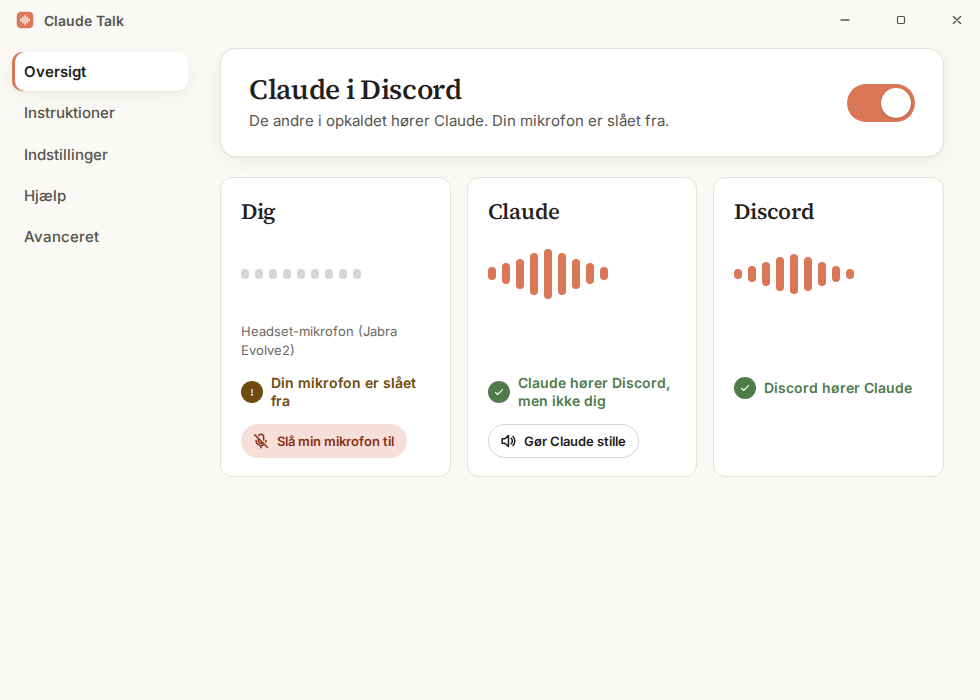 Claude Talk
Oversigt
Instruktioner
Indstillinger
Hjælp
Avanceret
Claude i Discord
De andre i opkaldet hører Claude. Din mikrofon er slået fra.
Dig
Headset-mikrofon (Jabra
Evolve2)
Din mikrofon er slået
fra
Slå min mikrofon til
Claude
Claude hører Discord,
men ikke dig
Gør Claude stille
Discord
Discord hører Claude